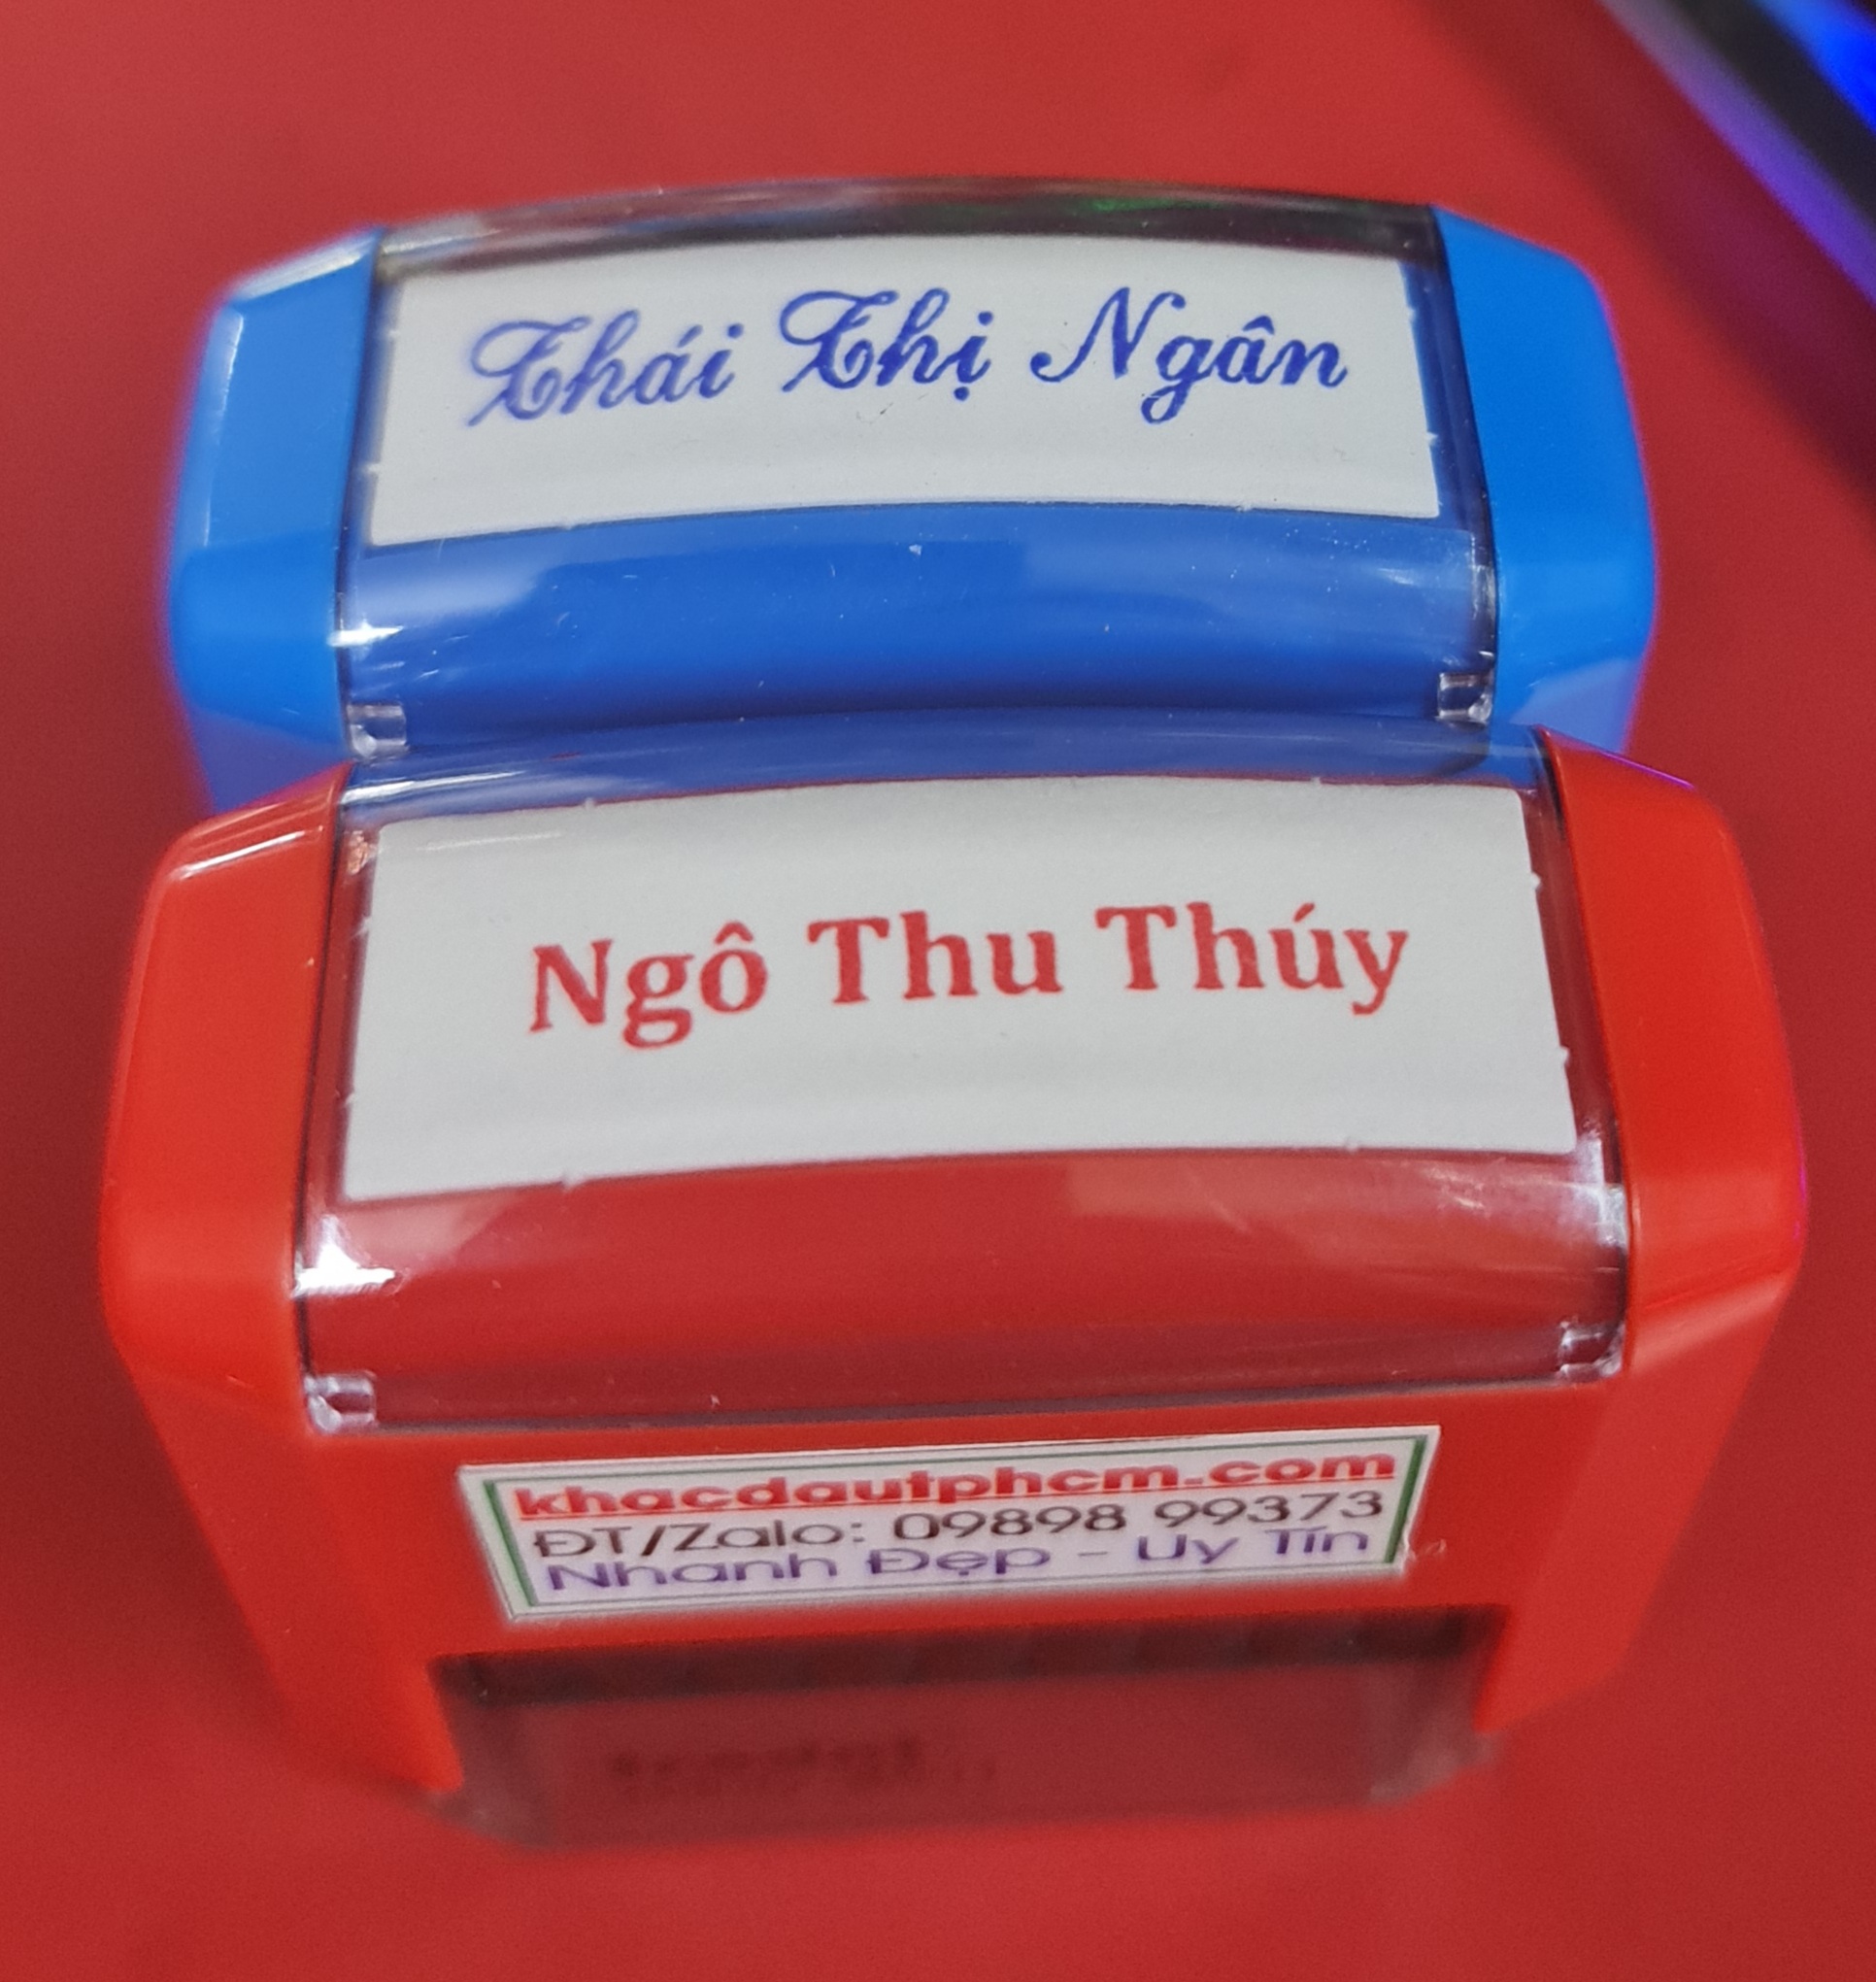 Thái Thị Ngân
Ngô Thu Thúy
khacdautphcm.com
ĐT/Zalo: 09898 99373
Nhanh Đẹp - Uy Tín